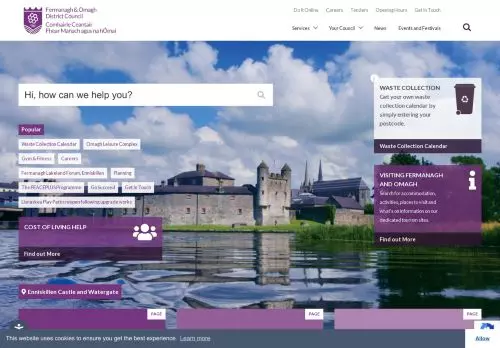 Fermanagh & Omagh
District Council
Comhairle Ceantair
Fhear Manach agus na hÓmaí
Do It Online
Careers
Tenders
Opening Hours
Get In Touch
Services
Your Council
News
Events and Festivals
Hi, how can we help you?
Popular
Waste Collection Calendar
Omagh Leisure Complex
Gym & Fitness
Careers
Fermanagh Lakeland Forum, Enniskillen
Planning
The PEACEPLUS Programme
Go Succeed
Get In Touch
Lisnaskea Play Park reopen following upgrade works
COST OF LIVING HELP
Find out More
WASTE COLLECTION
Get your own waste
collection calendar by
simply entering your
postcode.
Waste Collection Calendar
VISITING FERMANAGH
AND OMAGH
Search for accommodation,
activities, places to visit and
what's on information on our
dedicated tourism sites.
Find out More
Enniskillen Castle and Watergate
PAGE
PAGE
PAGE
This website uses cookies to ensure you get the best experience. Learn more
Allow